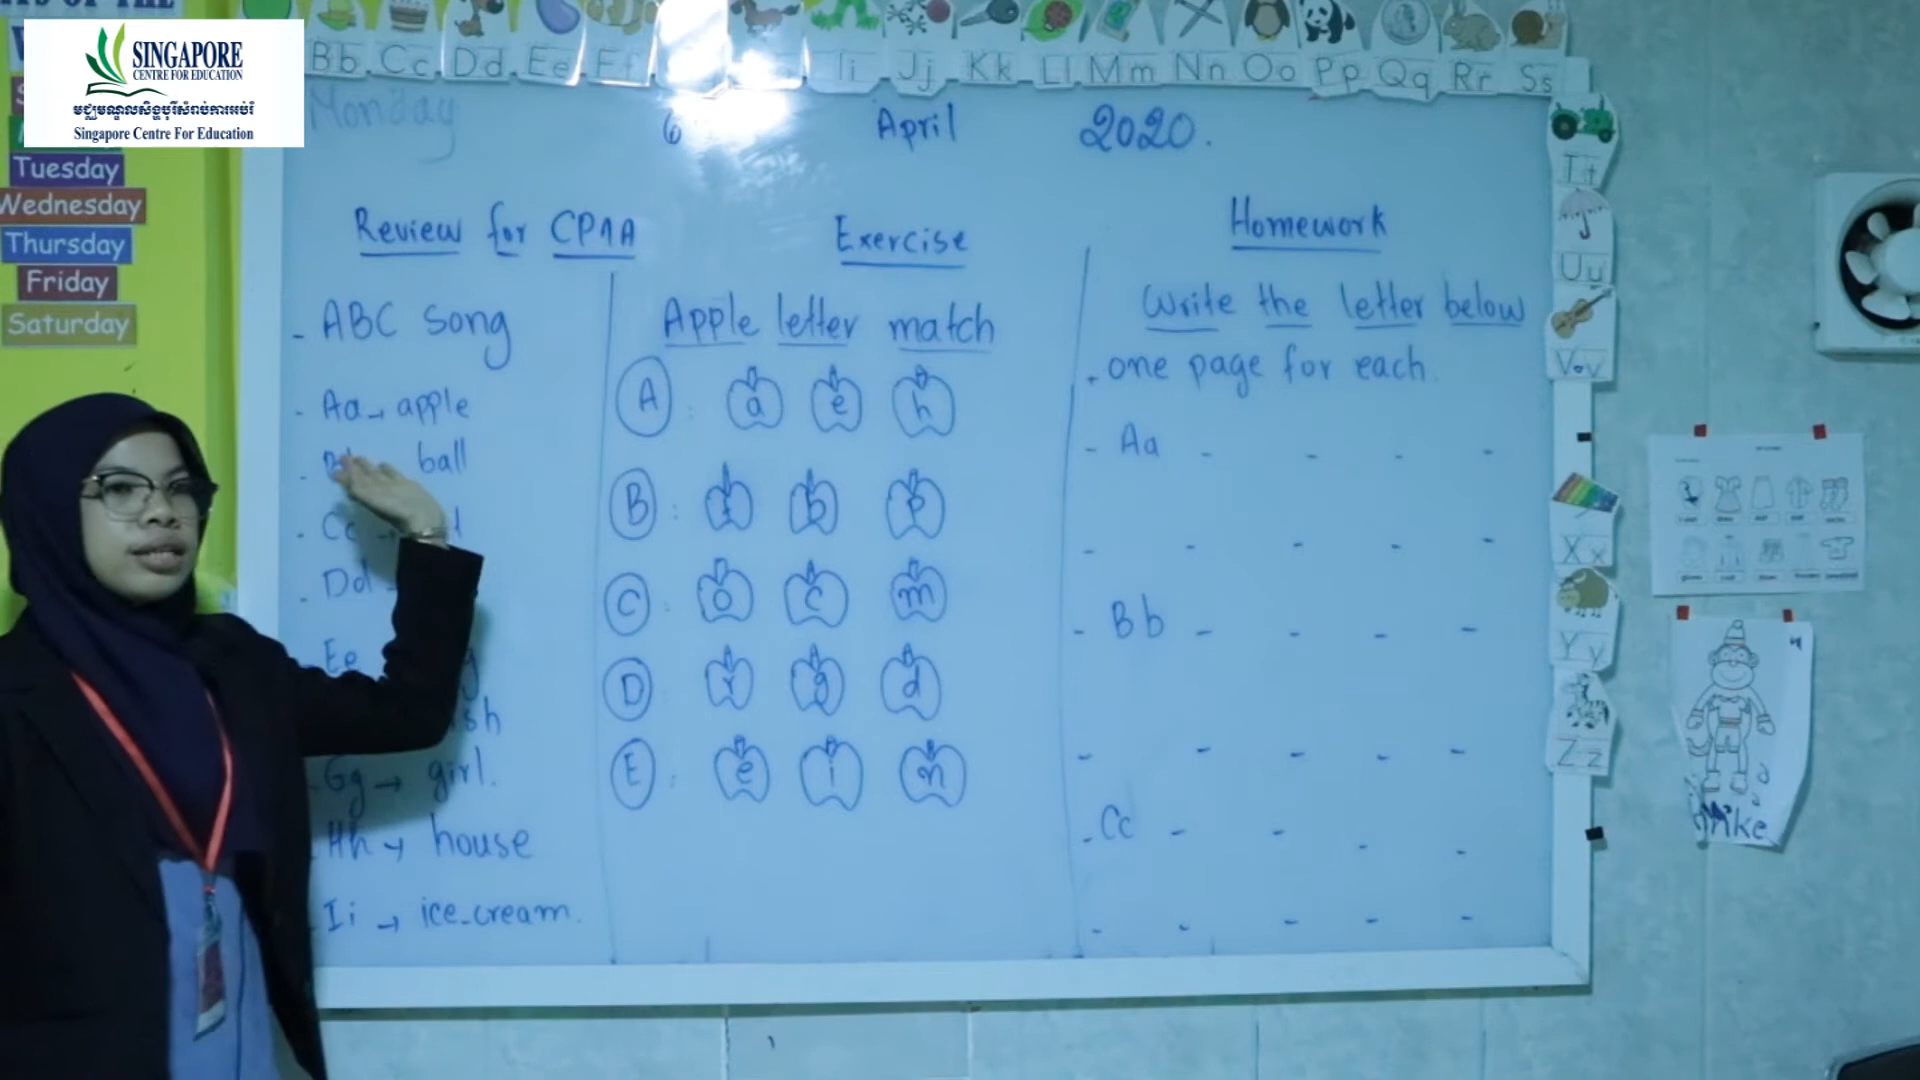 SINGAPORE
CENTRE FOR EDUCATION
មជ្ឈមណ្ឌលសិង្ហបុរីសំរាប់ការអប់រំ
Singapore Centre For Education
Tuesday
Wednesday
Thursday
Friday
Saturday
Bb Cc Dd Ee Ff Ii Jj Kk Ll Mm Nn Oo Pp Qq Rr Ss
Tt
Uu
Vv
Xx
Yy
Zz
Monday 6 April 2020.
Review for CP1A
- ABC song
- Aa → apple
ball
- Cc
- Dd
Ee
Gg → girl.
Hh → house
Ii → ice-cream.
Exercise
Apple letter match
A : a e h
B : t b p
C : o c m
D : r g d
E : e i n
Homework
Write the letter below
. one page for each.
- Aa - - - -
- - - - -
- Bb - - - -
- - - - -
- Cc - - - -
- - - - -